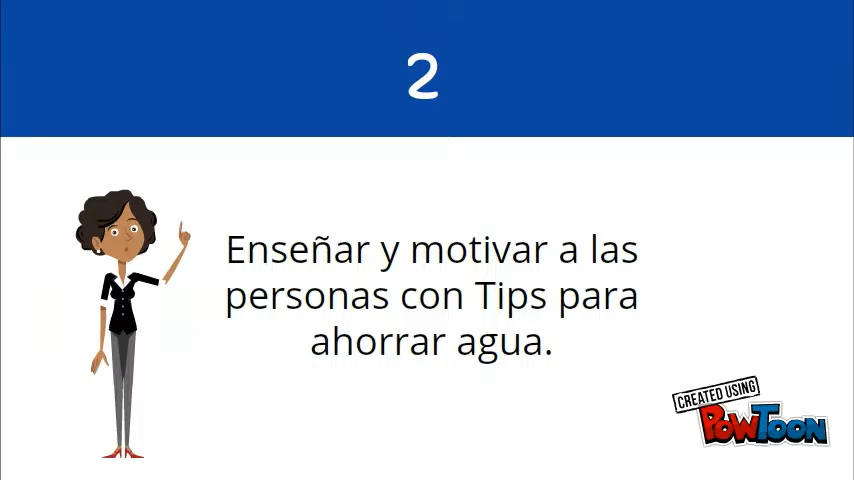 2
Enseñar y motivar a las
personas con Tips para
ahorrar agua.
CREATED USING
POWTOON